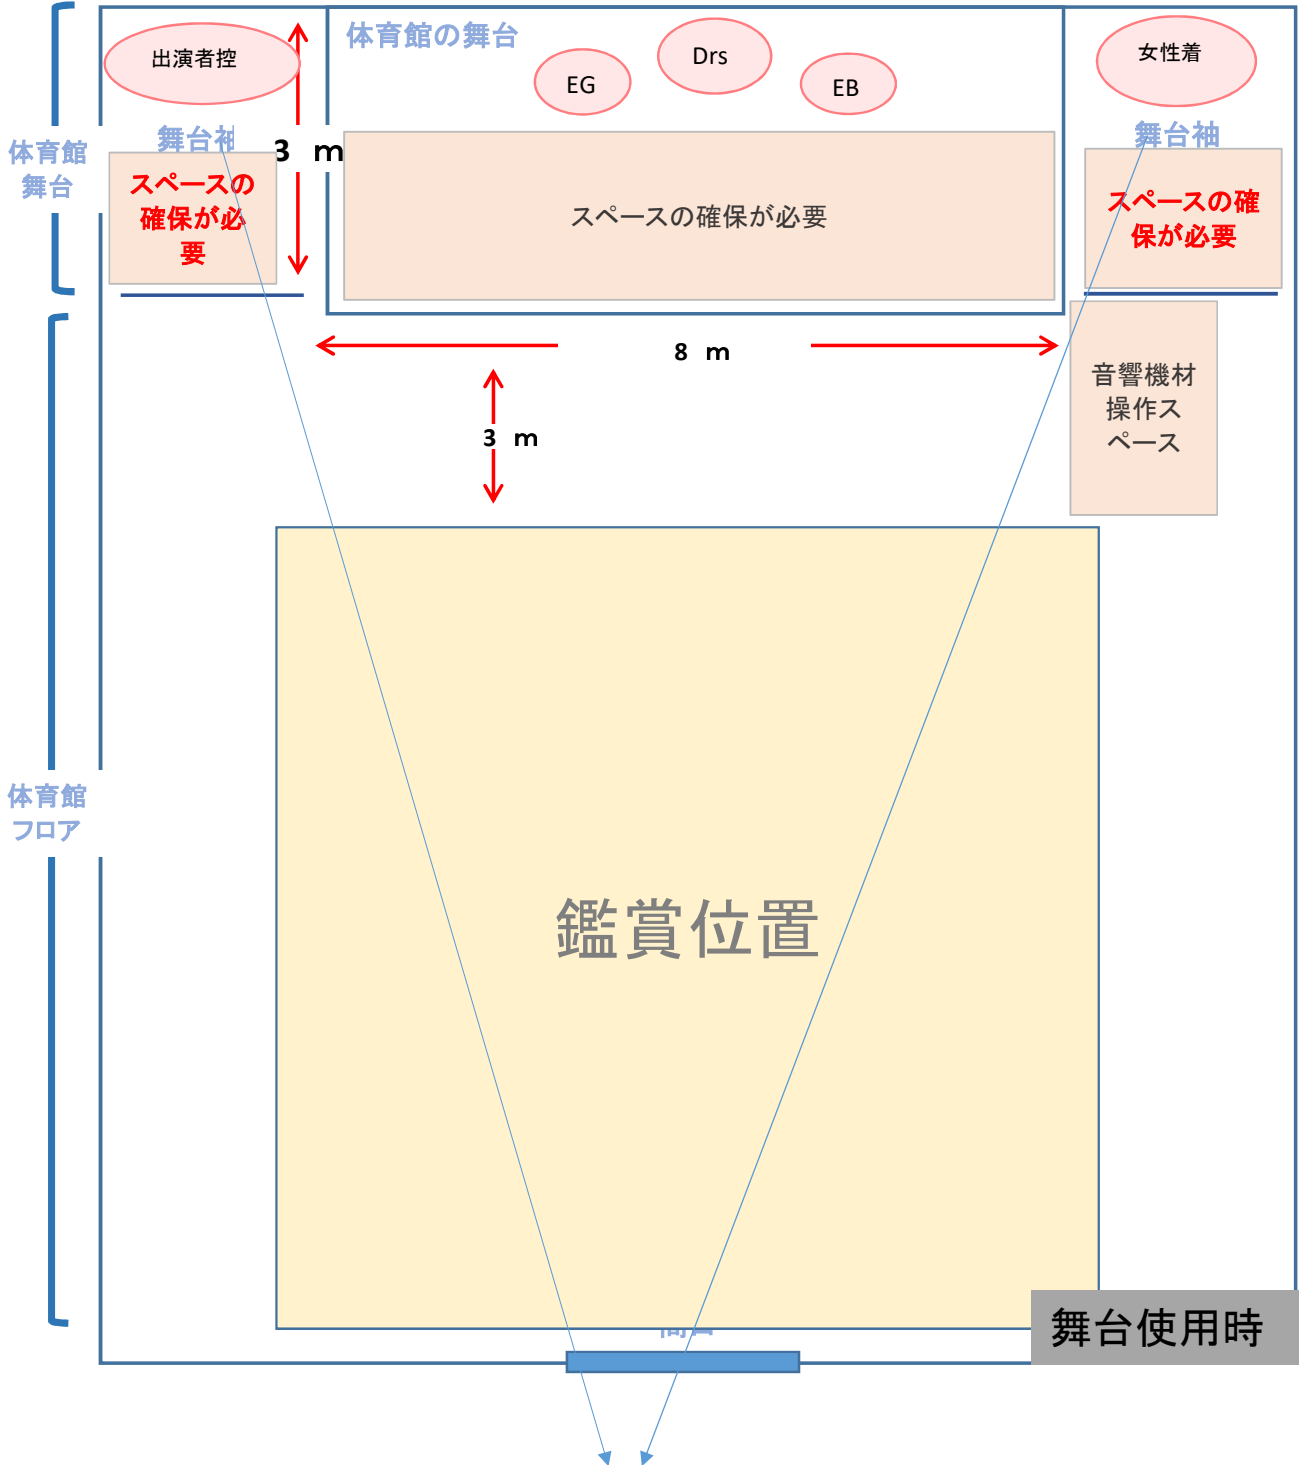 体育館の舞台
出演者控
Drs
EG
EB
女性着
舞台袖
3 m
舞台袖
体育館
舞台
スペースの
確保が必
要
スペースの確保が必要
スペースの確
保が必要
8 m
音響機材
操作ス
ペース
3 m
体育館
フロア
鑑賞位置
舞台使用時